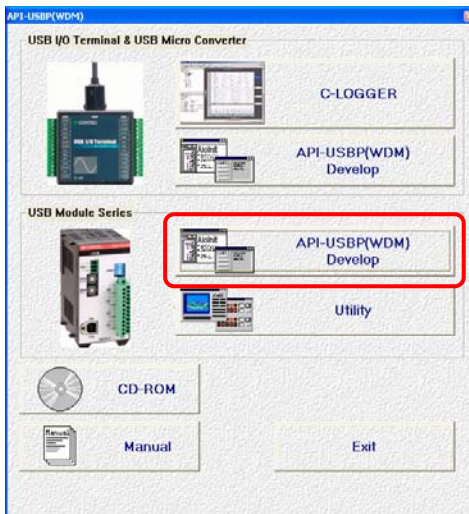 API-USBP(WDM)
USB I/O Terminal & USB Micro Converter
C-LOGGER
API-USBP(WDM)
Develop
USB Module Series
API-USBP(WDM)
Develop
Utility
CD-ROM
Manual
Exit